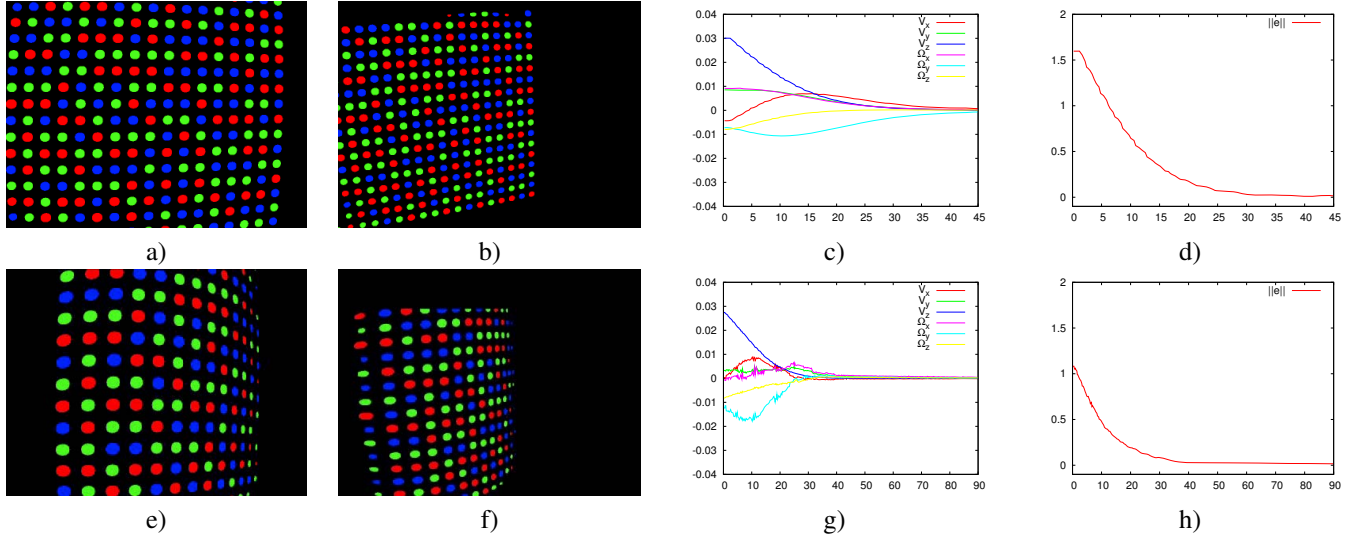 0.04
0.03
0.02
0.01
0
-0.01
-0.02
-0.03
-0.04
0 5 10 15 20 25 30 35 40 45
V_x
V_y
V_z
Ω_x
Ω_y
Ω_z
2
1.5
1
0.5
0
0 5 10 15 20 25 30 35 40 45
||e||
a) b) c) d)
0.04
0.03
0.02
0.01
0
-0.01
-0.02
-0.03
-0.04
0 10 20 30 40 50 60 70 80 90
V_x
V_y
V_z
Ω_x
Ω_y
Ω_z
2
1.5
1
0.5
0
0 10 20 30 40 50 60 70 80 90
||e||
e) f) g) h)